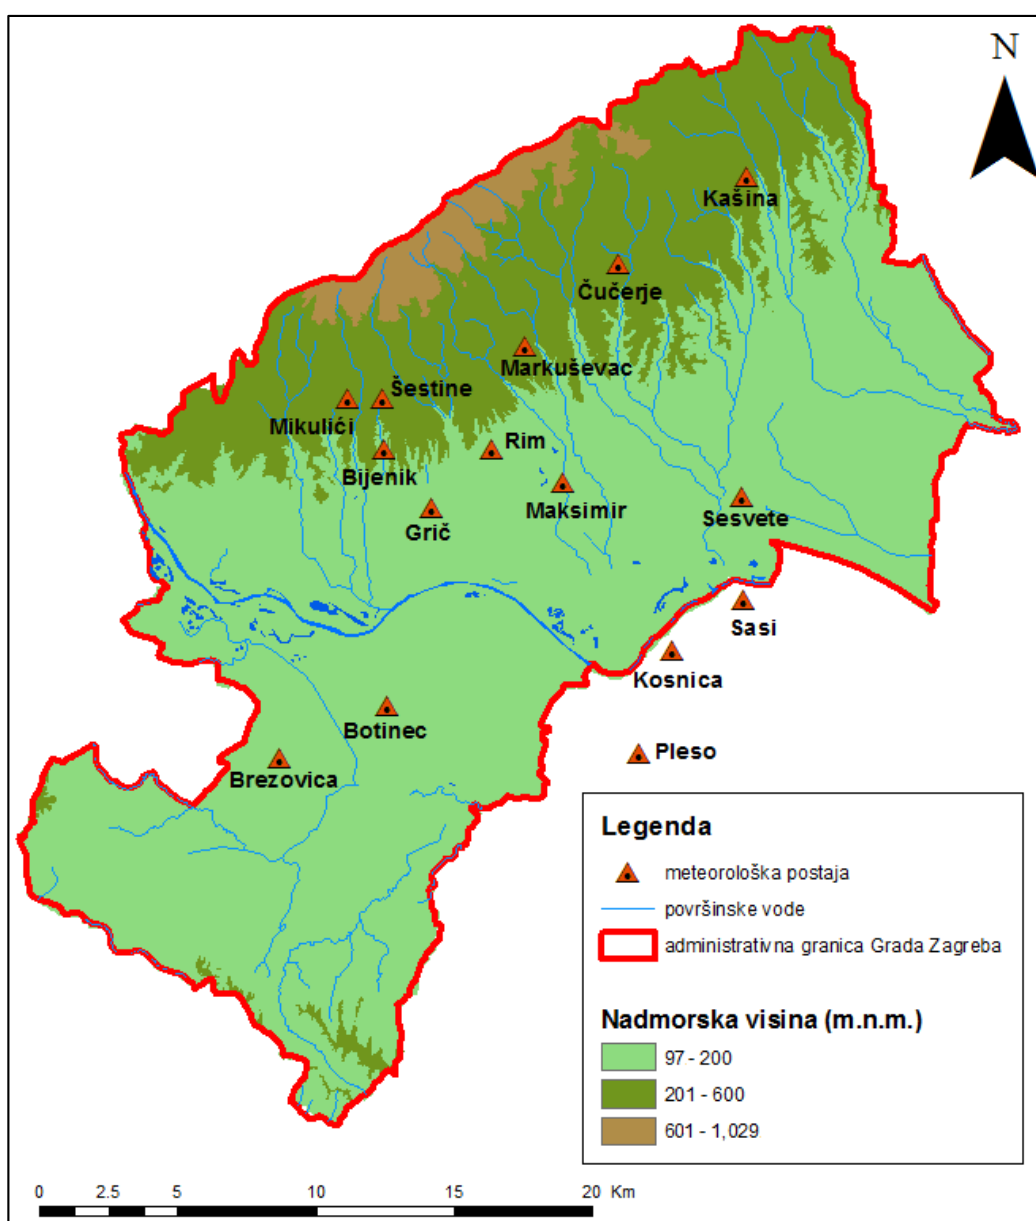 N
Kašina
Čučerje
Markuševac
Šestine
Mikulići
Rim
Bijenik
Maksimir
Sesvete
Grič
Sasi
Kosnica
Botinec
Pleso
Brezovica
Legenda
meteorološka postaja
površinske vode
administrativna granica Grada Zagreba
Nadmorska visina (m.n.m.)
97 - 200
201 - 600
601 - 1,029
0 2.5 5 10 15 20 Km